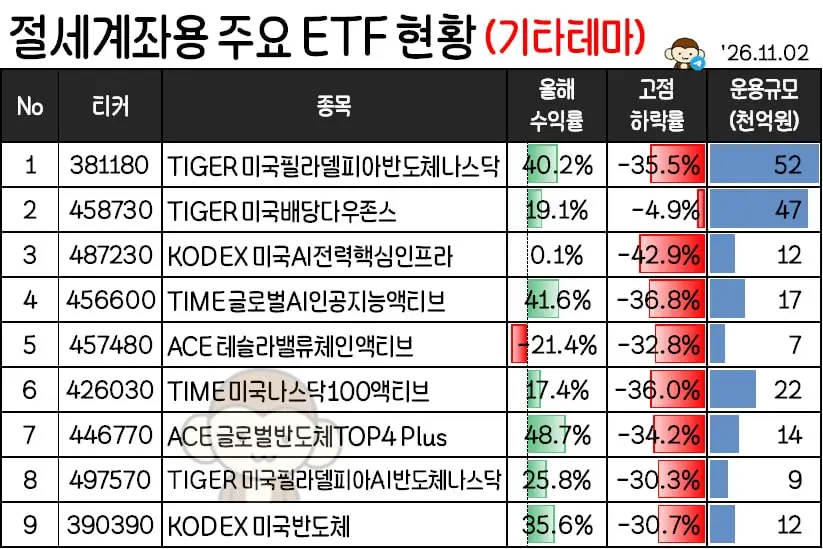 절세계좌용 주요 ETF 현황 (기타테마) '26.11.02
No 티커 종목 올해 수익률 고점 하락률 운용규모 (천억원)
1 381180 TIGER 미국필라델피아반도체나스닥 40.2% -35.5% 52
2 458730 TIGER 미국배당다우존스 19.1% -4.9% 47
3 487230 KODEX 미국AI전력핵심인프라 0.1% -42.9% 12
4 456600 TIME 글로벌AI인공지능액티브 41.6% -36.8% 17
5 457480 ACE 테슬라밸류체인액티브 -21.4% -32.8% 7
6 426030 TIME 미국나스닥100액티브 17.4% -36.0% 22
7 446770 ACE 글로벌반도체TOP4 Plus 48.7% -34.2% 14
8 497570 TIGER 미국필라델피아AI반도체나스닥 25.8% -30.3% 9
9 390390 KODEX 미국반도체 35.6% -30.7% 12